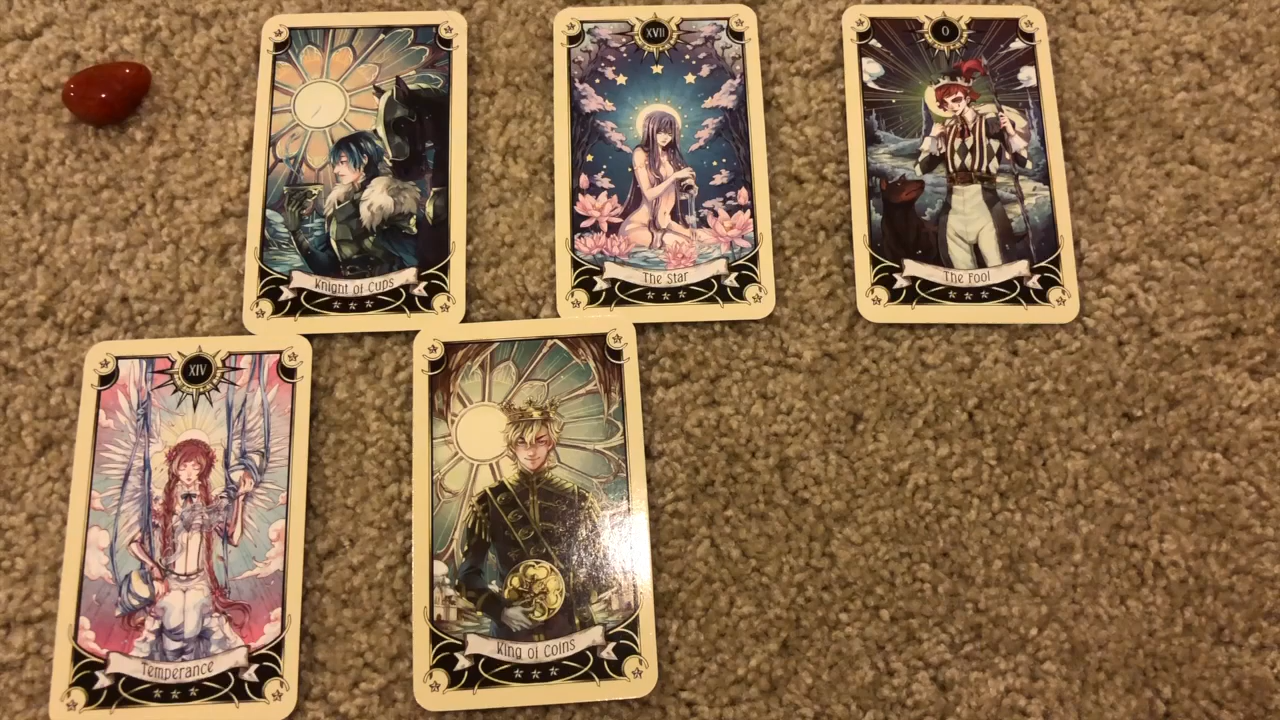 Knight of Cups
XVII
The Star
0
The Fool
XIV
Temperance
King of Coins